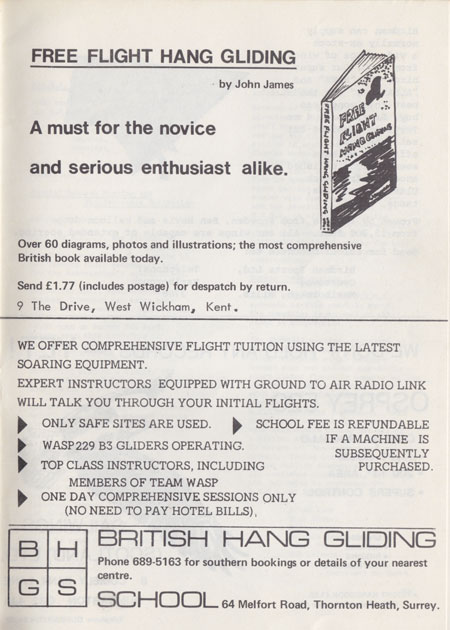 FREE FLIGHT HANG GLIDING
- by John James
A must for the novice
and serious enthusiast alike.
FREE FLIGHT HANG GLIDING
FREE
FLIGHT
HANG GLIDING
Over 60 diagrams, photos and illustrations; the most comprehensive
British book available today.
Send £1.77 (includes postage) for despatch by return.
9 The Drive, West Wickham, Kent.
WE OFFER COMPREHENSIVE FLIGHT TUITION USING THE LATEST
SOARING EQUIPMENT.
EXPERT INSTRUCTORS EQUIPPED WITH GROUND TO AIR RADIO LINK
WILL TALK YOU THROUGH YOUR INITIAL FLIGHTS.
ONLY SAFE SITES ARE USED.
WASP 229 B3 GLIDERS OPERATING.
TOP CLASS INSTRUCTORS, INCLUDING
MEMBERS OF TEAM WASP
ONE DAY COMPREHENSIVE SESSIONS ONLY
(NO NEED TO PAY HOTEL BILLS).
SCHOOL FEE IS REFUNDABLE
IF A MACHINE IS
SUBSEQUENTLY
PURCHASED.
B H
G S
BRITISH HANG GLIDING
Phone 689-5163 for southern bookings or details of your nearest
centre.
SCHOOL 64 Melfort Road, Thornton Heath, Surrey.